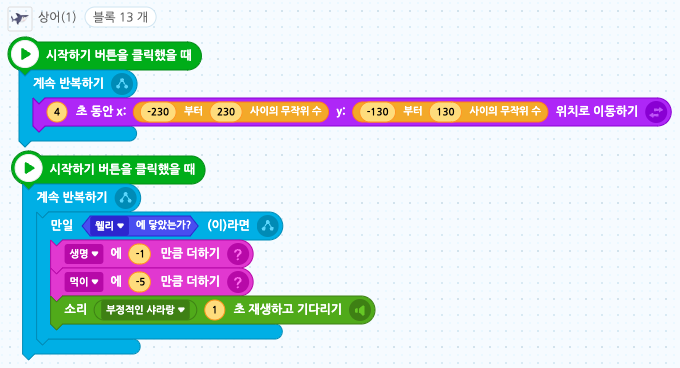 상어(1) 블록 13 개
시작하기 버튼을 클릭했을 때
계속 반복하기
4 초 동안 x: -230 부터 230 사이의 무작위 수 y: -130 부터 130 사이의 무작위 수 위치로 이동하기
시작하기 버튼을 클릭했을 때
계속 반복하기
만일 웰리 에 닿았는가? (이)라면
생명 에 -1 만큼 더하기 ?
먹이 에 -5 만큼 더하기 ?
소리 부정적인 샤라랑 1 초 재생하고 기다리기